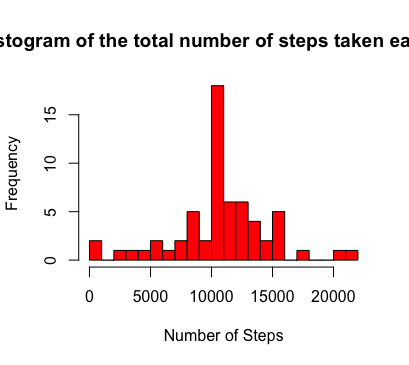 stogram of the total number of steps taken ea
15
10
5
0
Frequency
0 5000 10000 15000 20000
Number of Steps